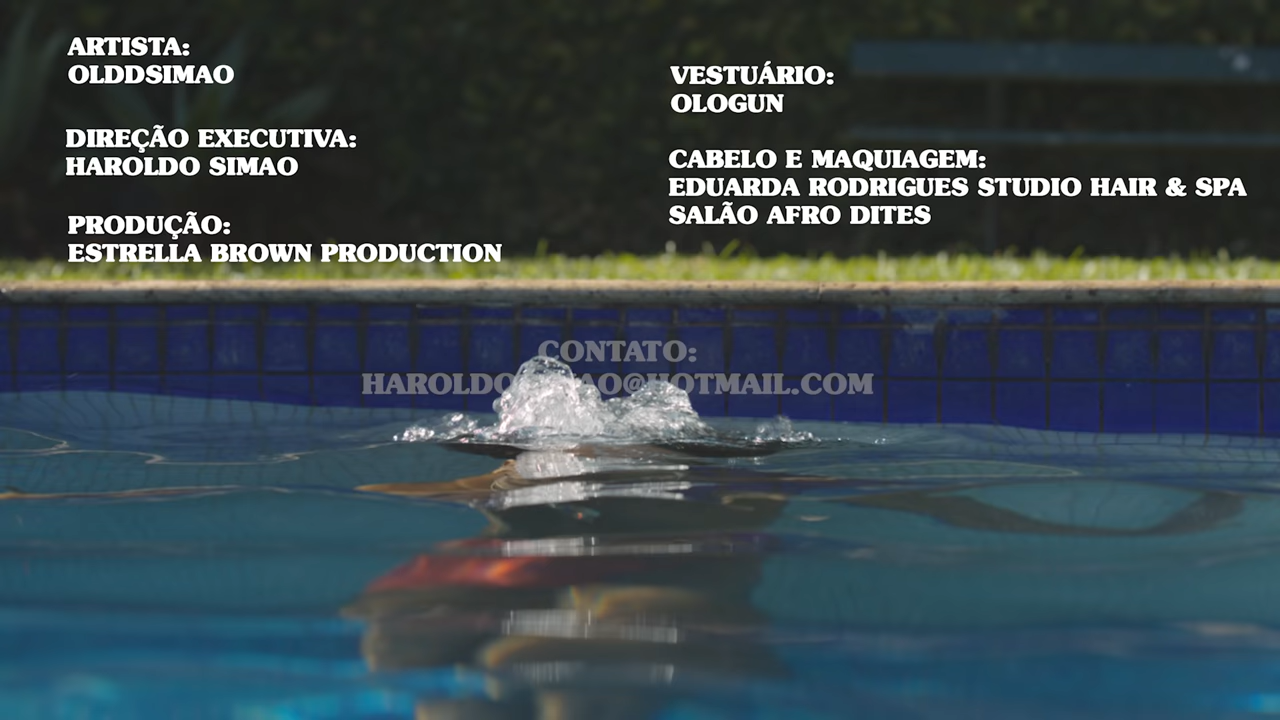 ARTISTA:
OLDDSIMAO
DIREÇÃO EXECUTIVA:
HAROLDO SIMAO
PRODUÇÃO:
ESTRELLA BROWN PRODUCTION
VESTUÁRIO:
OLOGUN
CABELO E MAQUIAGEM:
EDUARDA RODRIGUES STUDIO HAIR & SPA
SALÃO AFRO DITES
CONTATO: